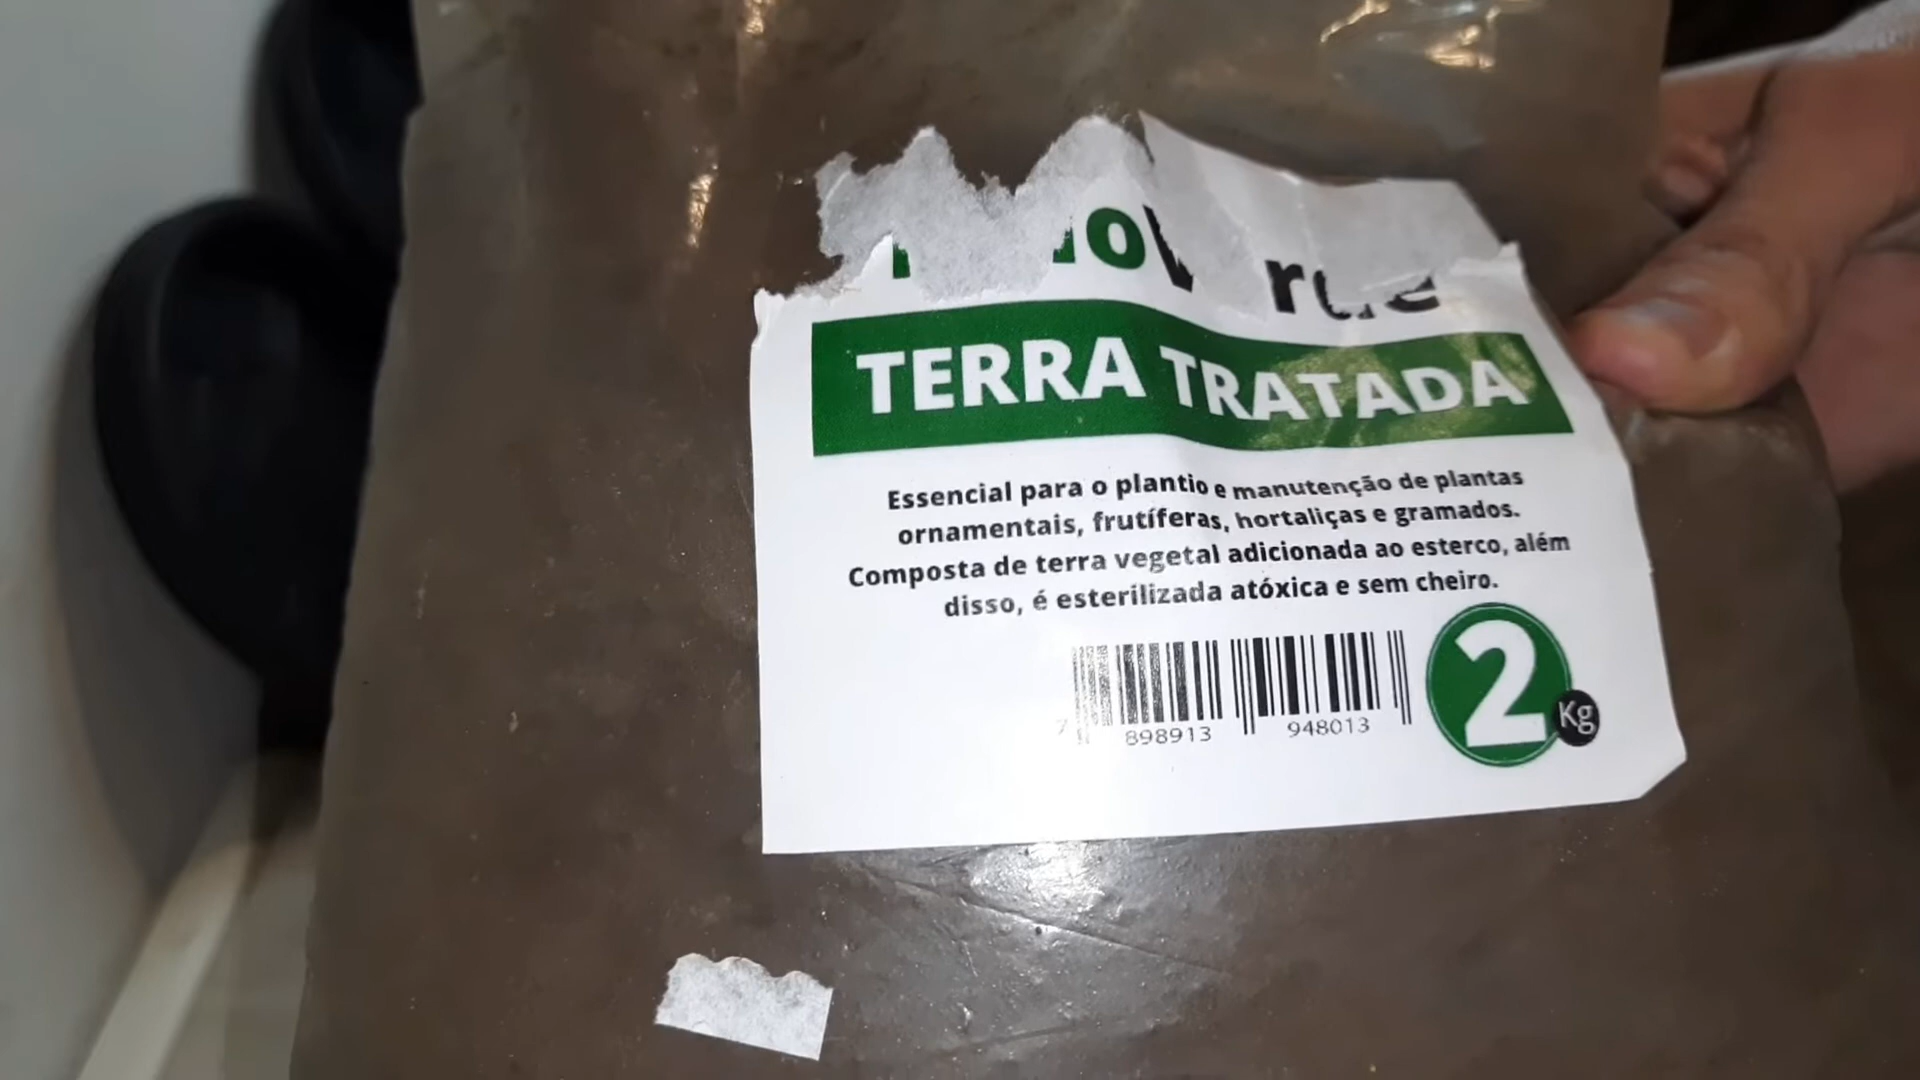 TERRA TRATADA
Essencial para o plantio e manutenção de plantas
ornamentais, frutíferas, hortaliças e gramados.
Composta de terra vegetal adicionada ao esterco, além
disso, é esterilizada atóxica e sem cheiro.
7 898913 948013
2 Kg